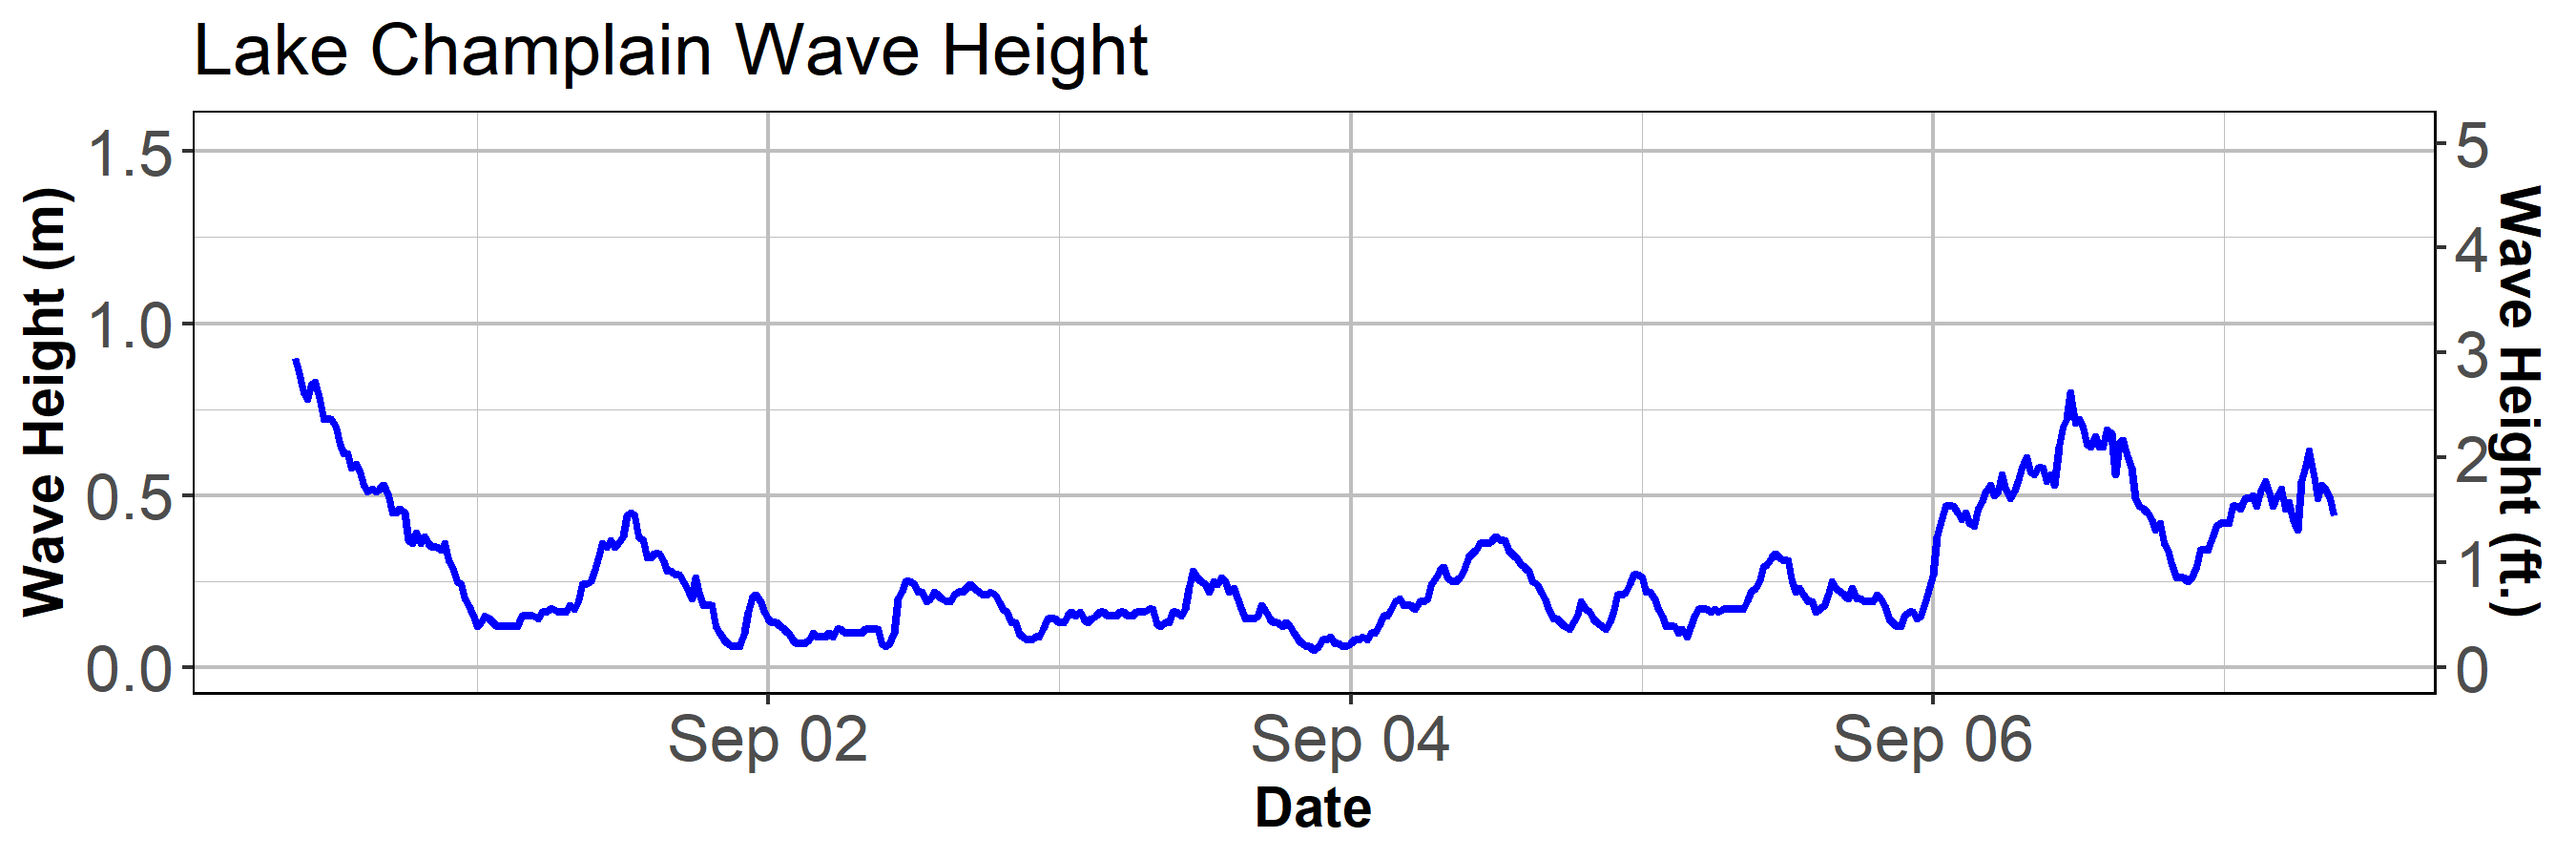 Lake Champlain Wave Height
Wave Height (m)
1.5
1.0
0.5
0.0
5
4
3
2
1
0
Wave Height (ft.)
Sep 02
Sep 04
Sep 06
Date